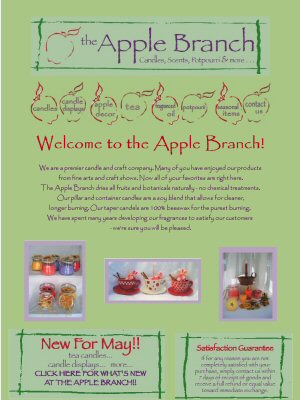 the Apple Branch
Candles, Scents, Potpourri & more . . .
candles
candle
displays
apple
decor
tea
fragrance
oil
potpourri
seasonal
items
contact
us
Welcome to the Apple Branch!
We are a premier candle and craft company. Many of you have enjoyed our products
from fine arts and craft shows. Now all of your favorites are right here.
The Apple Branch dries all fruits and botanicals naturally - no chemical treatments.
Our pillar and container candles are a soy blend that allows for cleaner,
longer burning. Our taper candels are 100% beeswax for the purest burning.
We have spent many years developing our fragrances to satisfy our customers
- we're sure you will be pleased.
New For May!!
tea candles...
candle displays... more...
CLICK HERE FOR WHAT'S NEW
AT THE APPLE BRANCH!!!
Satisfaction Guarantee
If for any reason you are not
completely satisfied with your
purchase, simply contact us within
7 days of receipt of goods and
receive a full refund or equal value
toward immediate exchange.